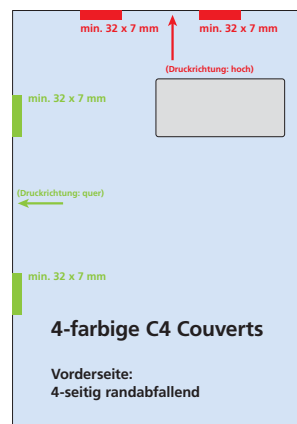 min. 32 x 7 mm
min. 32 x 7 mm
(Druckrichtung: hoch)
min. 32 x 7 mm
(Druckrichtung: quer)
min. 32 x 7 mm
4-farbige C4 Couverts
Vorderseite:
4-seitig randabfallend